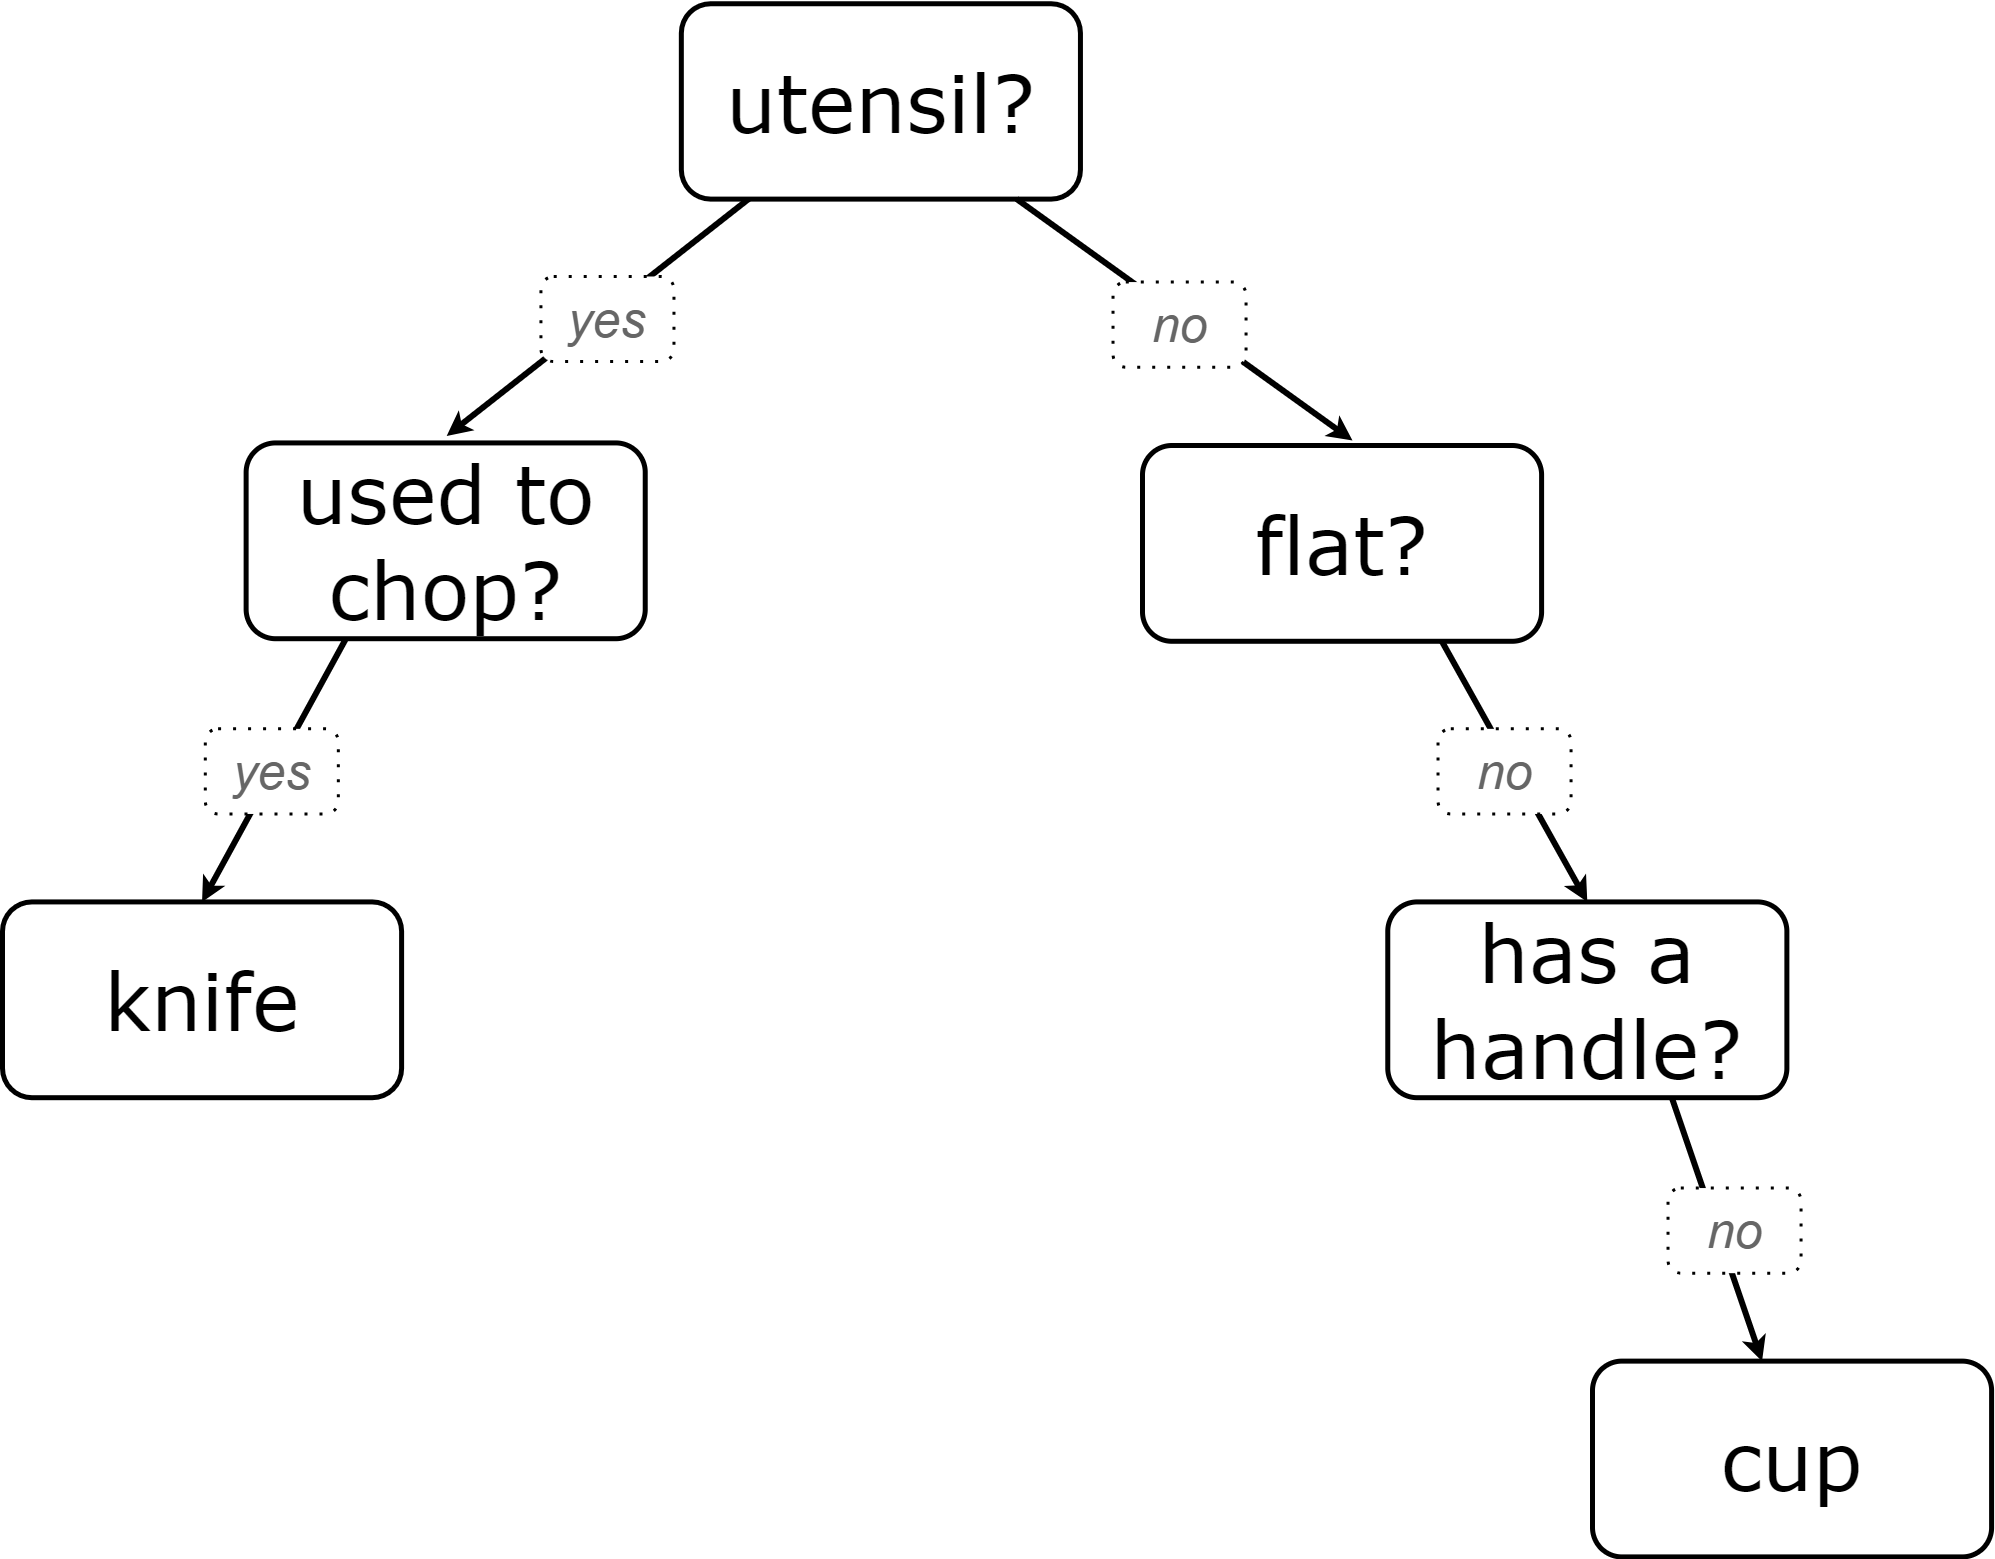 utensil?
yes
no
used to
chop?
flat?
yes
no
knife
has a
handle?
no
cup